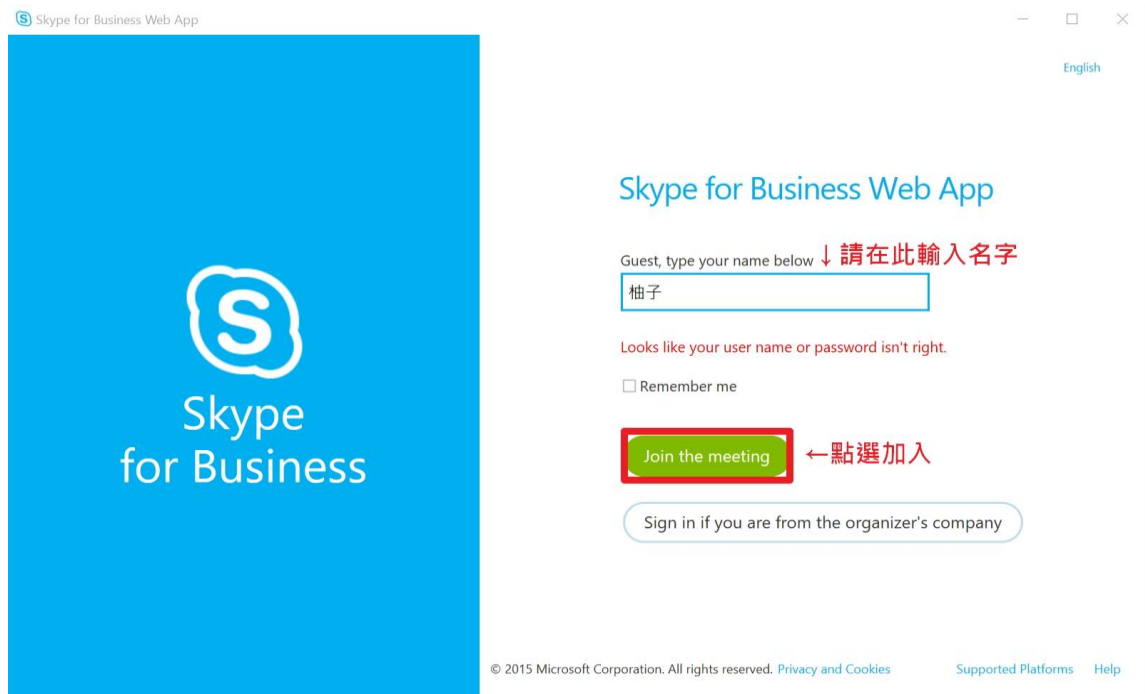 Skype for Business Web App
English
Skype for Business Web App
Guest, type your name below ↓請在此輸入名字
柚子
Looks like your user name or password isn't right.
Remember me
Join the meeting ←點選加入
Sign in if you are from the organizer's company
Skype
for Business
© 2015 Microsoft Corporation. All rights reserved. Privacy and Cookies Supported Platforms Help